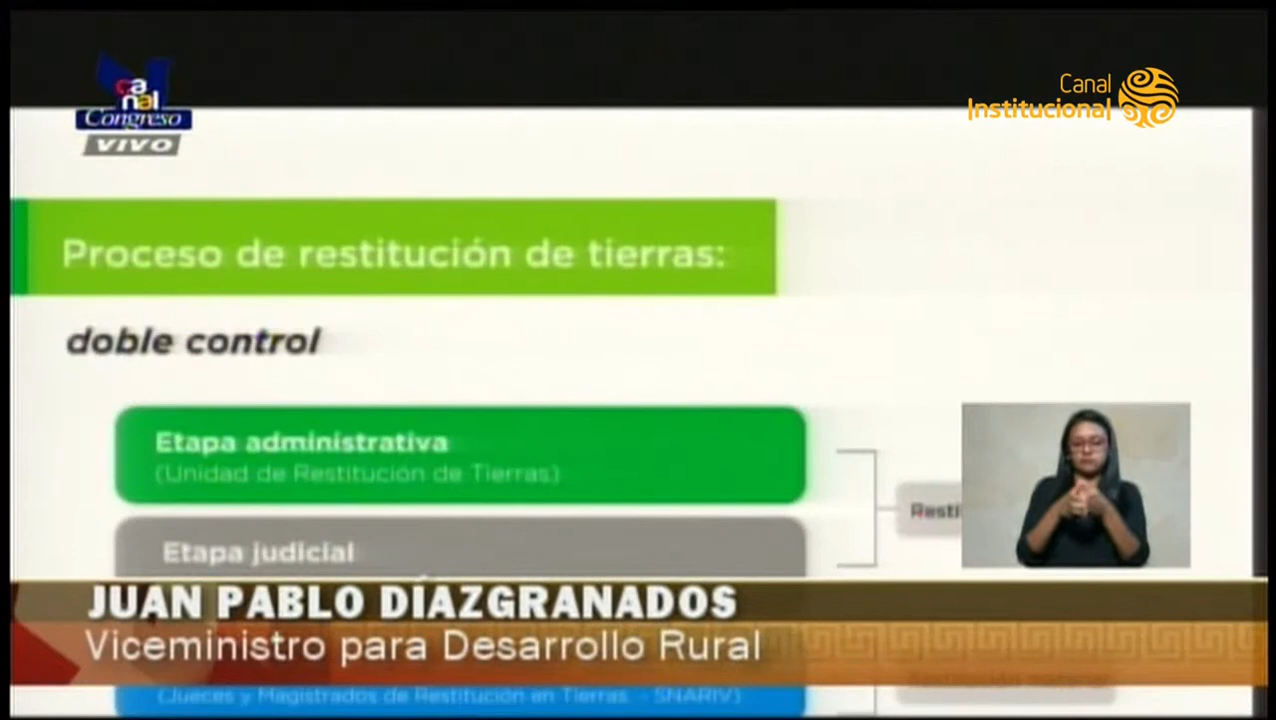 canal
Congreso
VIVO
Canal
Institucional
Proceso de restitución de tierras:
doble control
Etapa administrativa
(Unidad de Restitución de Tierras)
Etapa judicial
Resti
JUAN PABLO DÍAZGRANADOS
Viceministro para Desarrollo Rural
(Jueces y Magistrados de Restitución en Tierras - SNARIV)